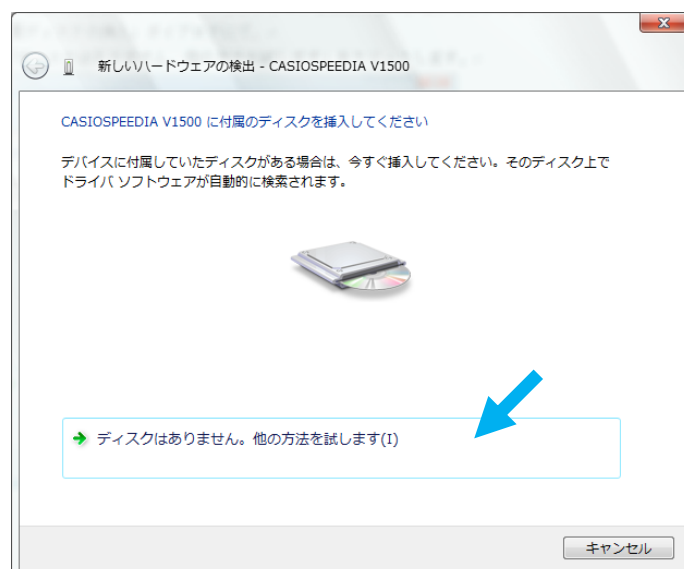 新しいハードウェアの検出 - CASIOSPEEDIA V1500
CASIOSPEEDIA V1500 に付属のディスクを挿入してください
デバイスに付属していたディスクがある場合は、今すぐ挿入してください。そのディスク上で
ドライバ ソフトウェアが自動的に検索されます。
ディスクはありません。他の方法を試します(I)
キャンセル